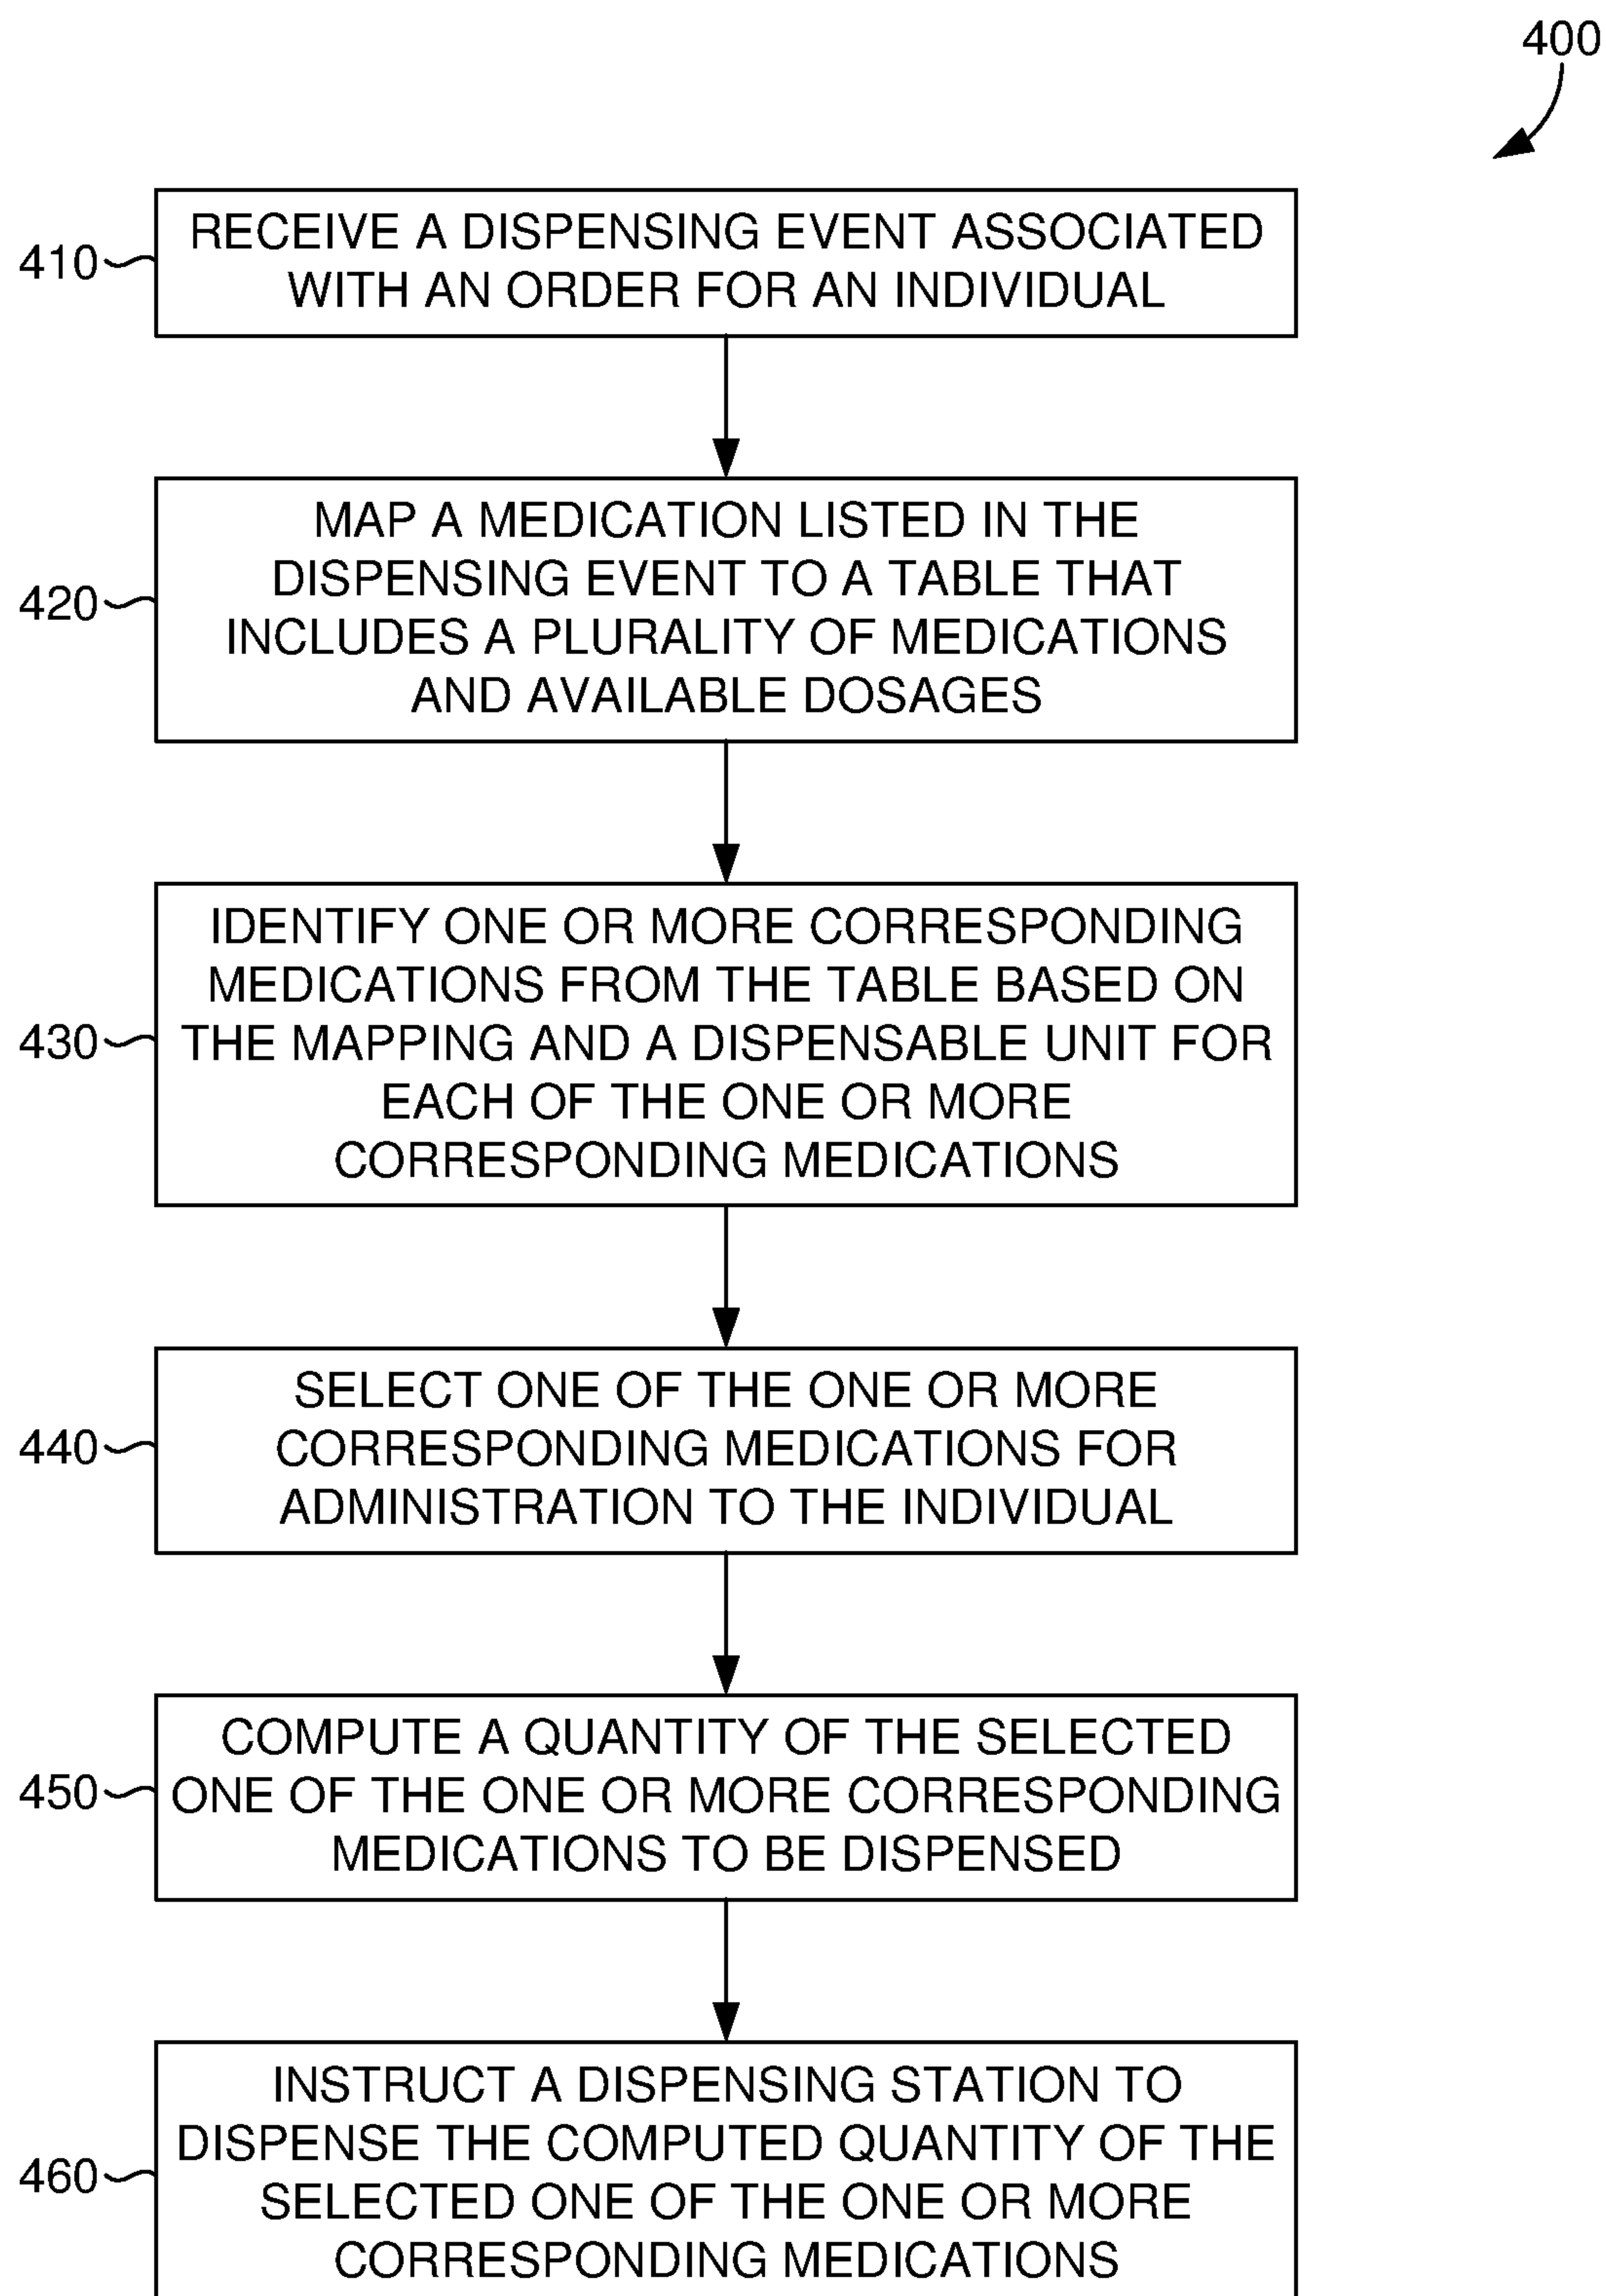 400
410
RECEIVE A DISPENSING EVENT ASSOCIATED
WITH AN ORDER FOR AN INDIVIDUAL
420
MAP A MEDICATION LISTED IN THE
DISPENSING EVENT TO A TABLE THAT
INCLUDES A PLURALITY OF MEDICATIONS
AND AVAILABLE DOSAGES
430
IDENTIFY ONE OR MORE CORRESPONDING
MEDICATIONS FROM THE TABLE BASED ON
THE MAPPING AND A DISPENSABLE UNIT FOR
EACH OF THE ONE OR MORE
CORRESPONDING MEDICATIONS
440
SELECT ONE OF THE ONE OR MORE
CORRESPONDING MEDICATIONS FOR
ADMINISTRATION TO THE INDIVIDUAL
450
COMPUTE A QUANTITY OF THE SELECTED
ONE OF THE ONE OR MORE CORRESPONDING
MEDICATIONS TO BE DISPENSED
460
INSTRUCT A DISPENSING STATION TO
DISPENSE THE COMPUTED QUANTITY OF THE
SELECTED ONE OF THE ONE OR MORE
CORRESPONDING MEDICATIONS